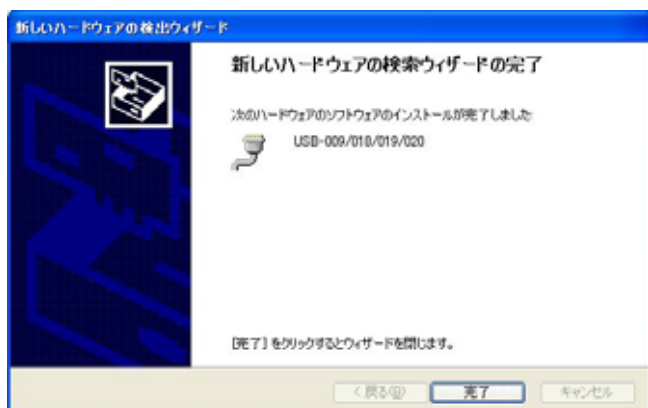 新しいハードウェアの検出ウィザード
新しいハードウェアの検索ウィザードの完了
次のハードウェアのソフトウェアのインストールが完了しました
USB-009/010/019/020
[完了] をクリックするとウィザードを閉じます。
< 戻る(B)
完了
キャンセル